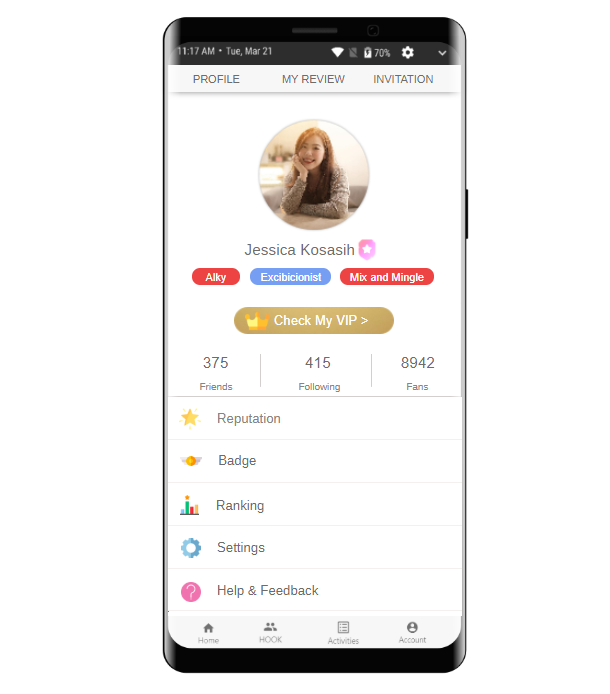 11:17 AM • Tue, Mar 21 70%
PROFILE MY REVIEW INVITATION
Jessica Kosasih
Alky Excibicionist Mix and Mingle
Check My VIP >
375 415 8942
Friends Following Fans
Reputation
Badge
Ranking
Settings
Help & Feedback
Home HOOK Activities Account